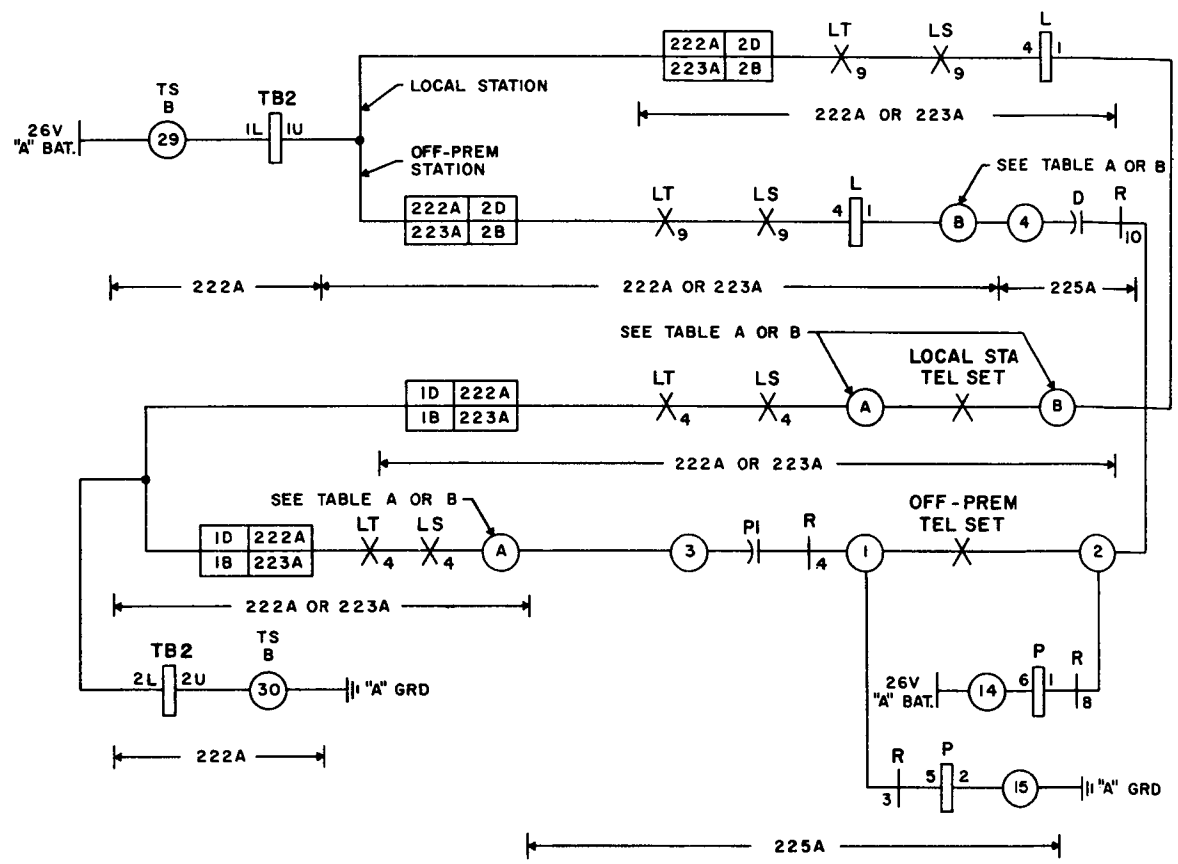 LT LS L
222A 2D 4 1
223A 2B 9 9
LOCAL STATION
222A OR 223A
TS
B TB2
26V
"A" BAT. 29 1L 1U
OFF-PREM
STATION
SEE TABLE A OR B
222A 2D LT LS L D R
223A 2B 9 9 4 1 B 4 10
222A 222A OR 223A 225A
SEE TABLE A OR B
LOCAL STA
TEL SET
1D 222A LT LS
1B 223A 4 4 A B
222A OR 223A
SEE TABLE A OR B
OFF-PREM
TEL SET
1D 222A LT LS P1 R
1B 223A 4 4 A 3 4 1 2
222A OR 223A
TS
B
TB2
2L 2U 30 "A" GRD
P R
26V
"A" BAT. 14 6 1 8
222A
R P
3 5 2 15 "A" GRD
225A